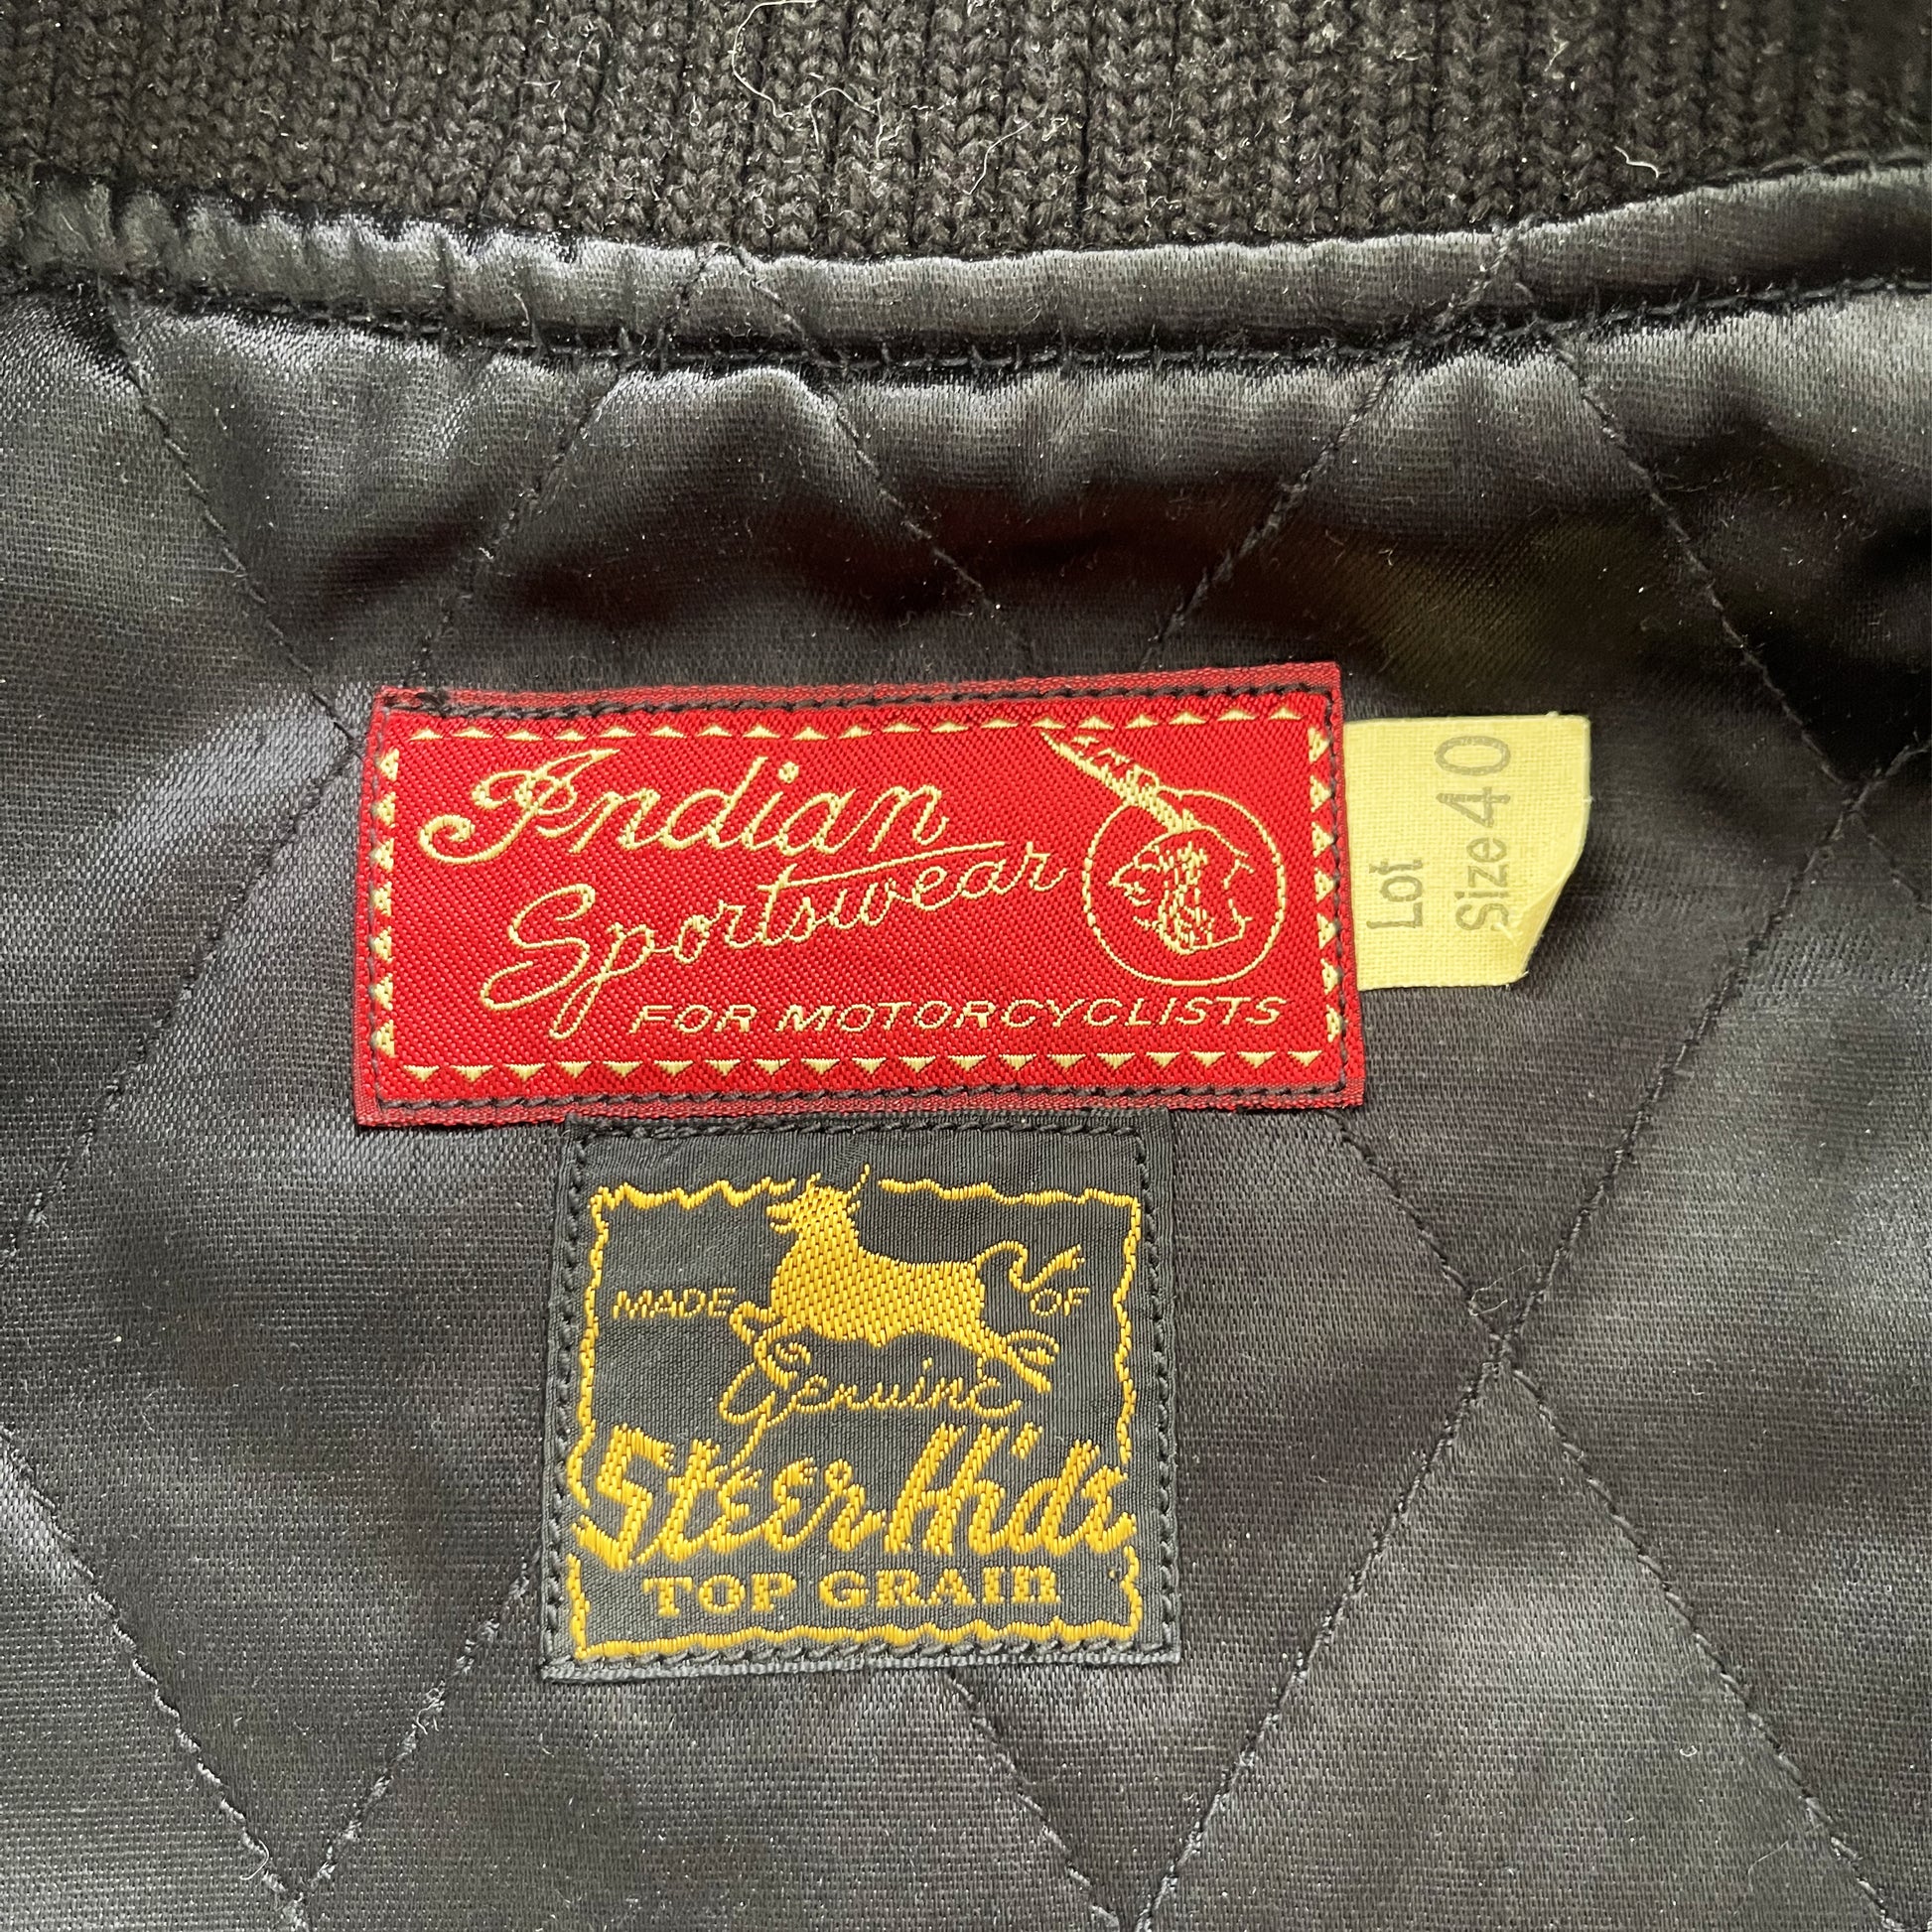 Indian
Sportswear
FOR MOTORCYCLISTS
Lot
Size 40
MADE OF
Genuine
Steer Hide
TOP GRAIN